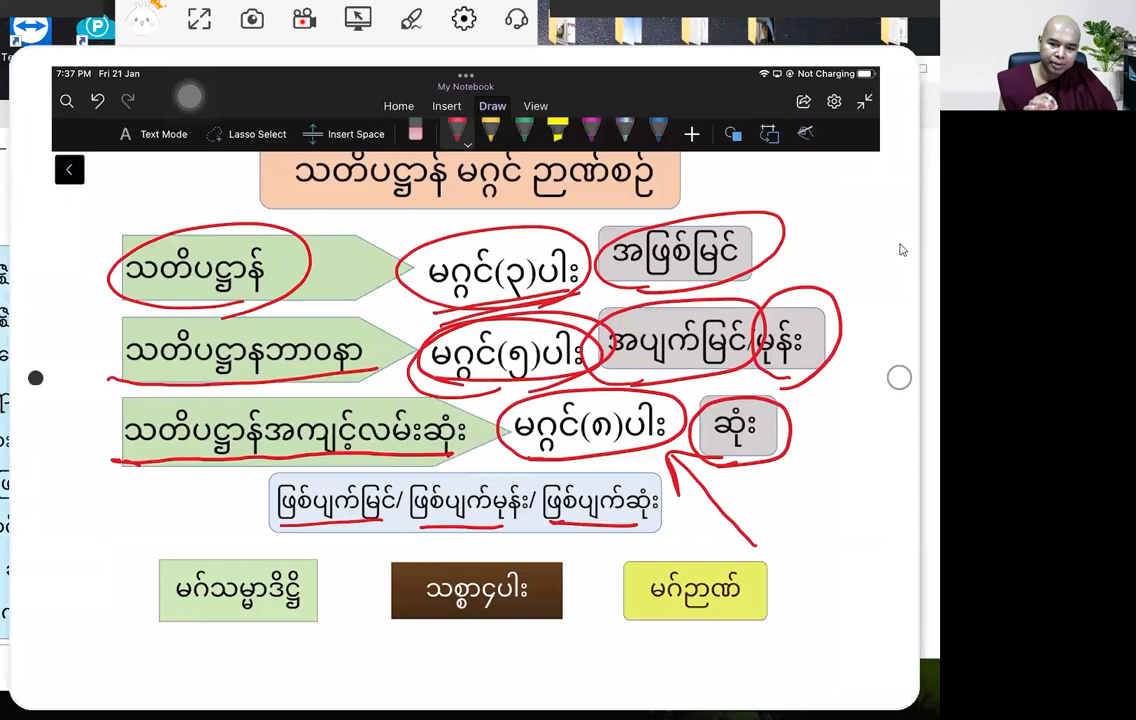 7:37 PM Fri 21 Jan
Not Charging
My Notebook
Home Insert Draw View
Text Mode Lasso Select Insert Space
သတိပဋ္ဌာန် မဂ္ဂင် ဉာဏ်စဉ်
သတိပဋ္ဌာန် မဂ္ဂင်(၃)ပါး အဖြစ်မြင်
သတိပဋ္ဌာနဘာဝနာ မဂ္ဂင်(၅)ပါး အပျက်မြင်/မုန်း
သတိပဋ္ဌာန်အကျင့်လမ်းဆုံး မဂ္ဂင်(၈)ပါး ဆုံး
ဖြစ်ပျက်မြင်/ ဖြစ်ပျက်မုန်း/ ဖြစ်ပျက်ဆုံး
မဂ်သမ္မာဒိဋ္ဌိ သစ္စာ၄ပါး မဂ်ဉာဏ်